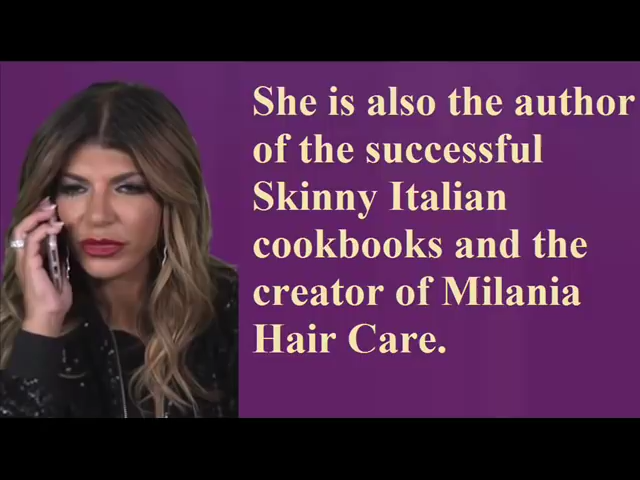 She is also the author
of the successful
Skinny Italian
cookbooks and the
creator of Milania
Hair Care.